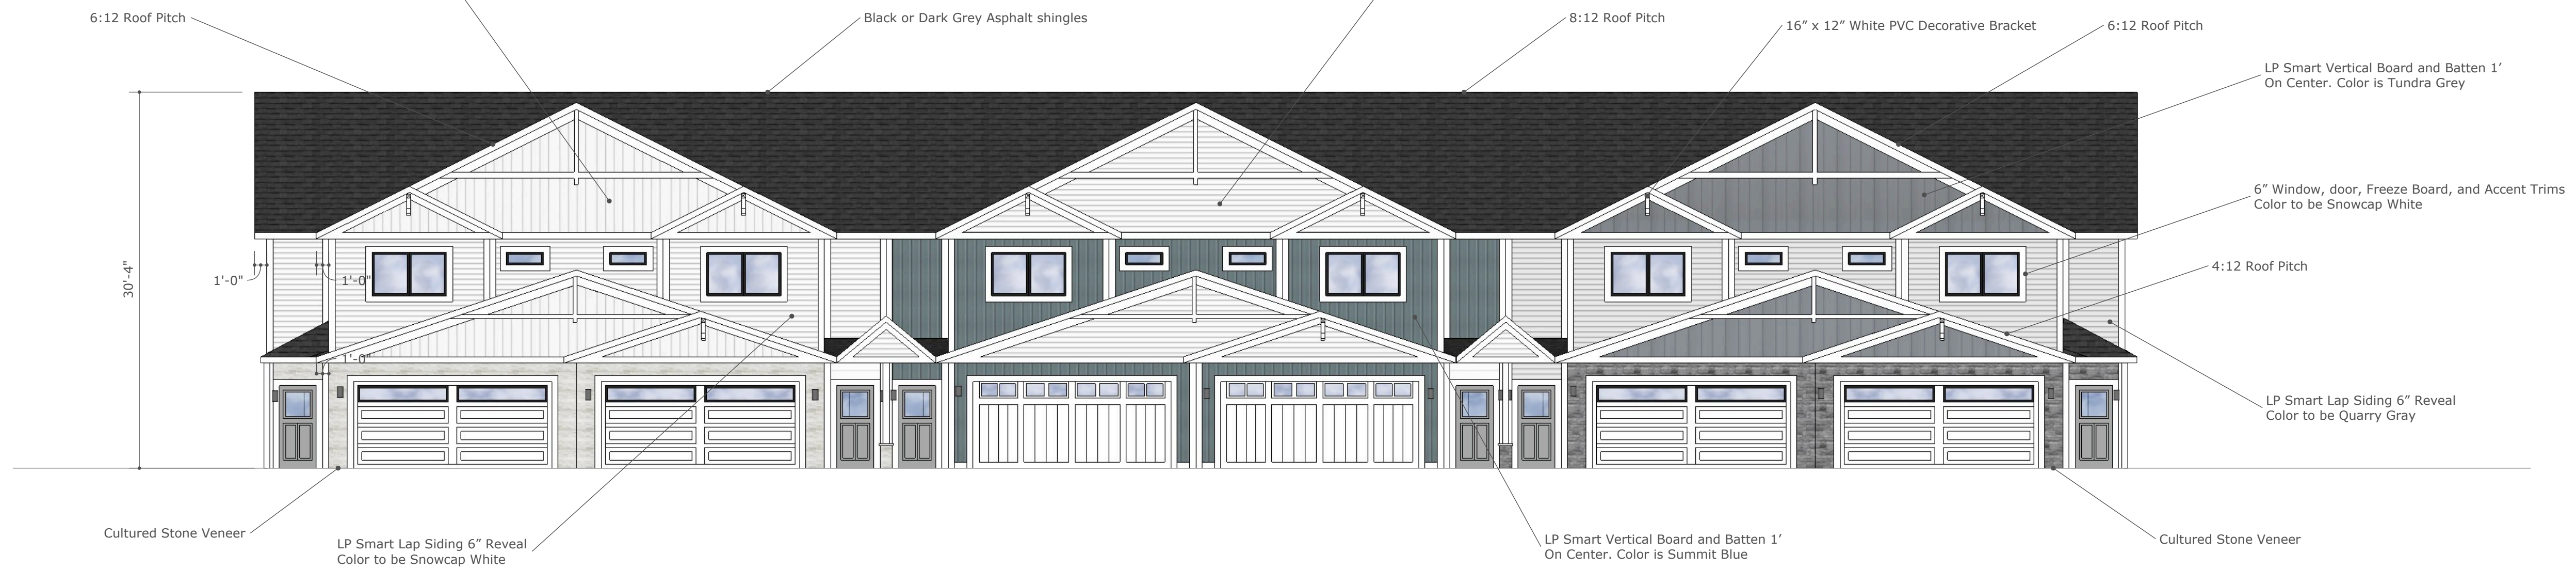 6:12 Roof Pitch
Black or Dark Grey Asphalt shingles
8:12 Roof Pitch
16” x 12” White PVC Decorative Bracket
6:12 Roof Pitch
LP Smart Vertical Board and Batten 1’
On Center. Color is Tundra Grey
6” Window, door, Freeze Board, and Accent Trims
Color to be Snowcap White
30'-4"
1'-0"
1'-0"
4:12 Roof Pitch
1'-0"
LP Smart Lap Siding 6” Reveal
Color to be Quarry Gray
Cultured Stone Veneer
LP Smart Lap Siding 6” Reveal
Color to be Snowcap White
LP Smart Vertical Board and Batten 1’
On Center. Color is Summit Blue
Cultured Stone Veneer